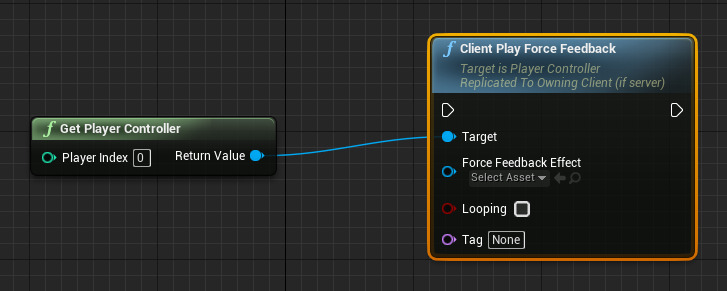 Client Play Force Feedback
Target is Player Controller
Replicated To Owning Client (if server)
Get Player Controller
Player Index 0
Return Value
Target
Force Feedback Effect
Select Asset
Looping
Tag None